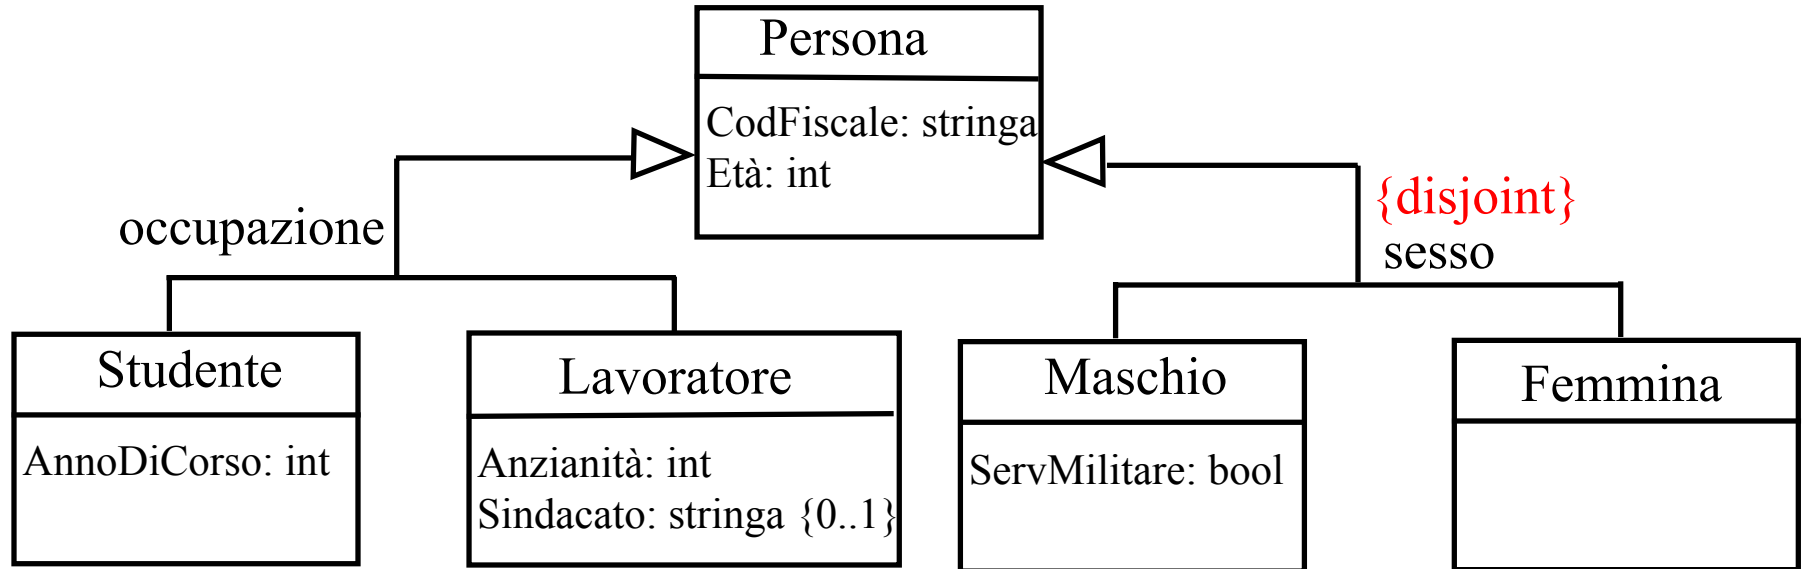 Persona
CodFiscale: stringa
Età: int
occupazione
{disjoint}
sesso
Studente
AnnoDiCorso: int
Lavoratore
Anzianità: int
Sindacato: stringa {0..1}
Maschio
ServMilitare: bool
Femmina